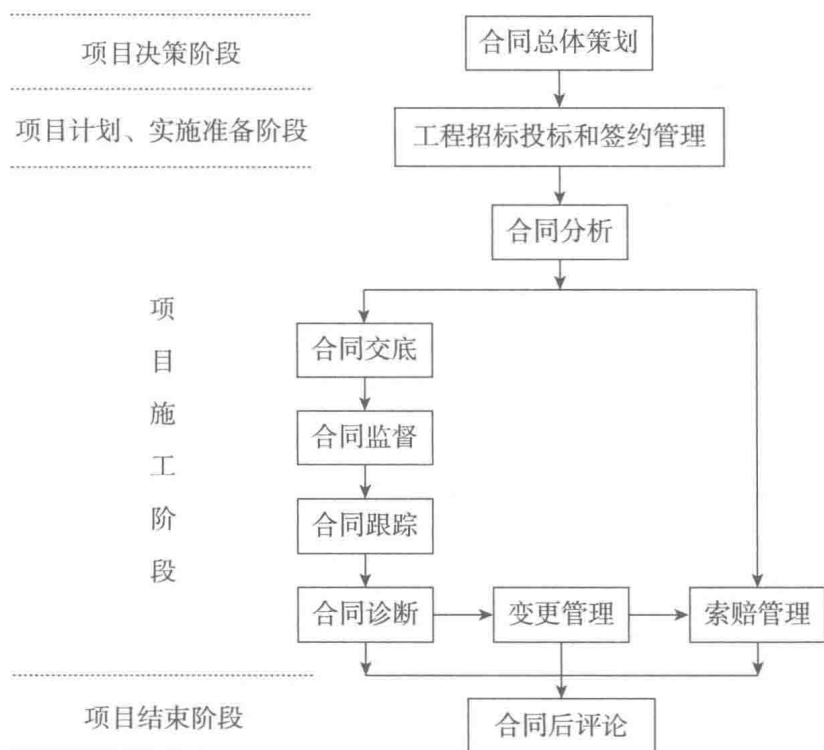 项目决策阶段
合同总体策划
项目计划、实施准备阶段
工程招标投标和签约管理
合同分析
项目施工阶段
合同交底
合同监督
合同跟踪
合同诊断
变更管理
索赔管理
项目结束阶段
合同后评论